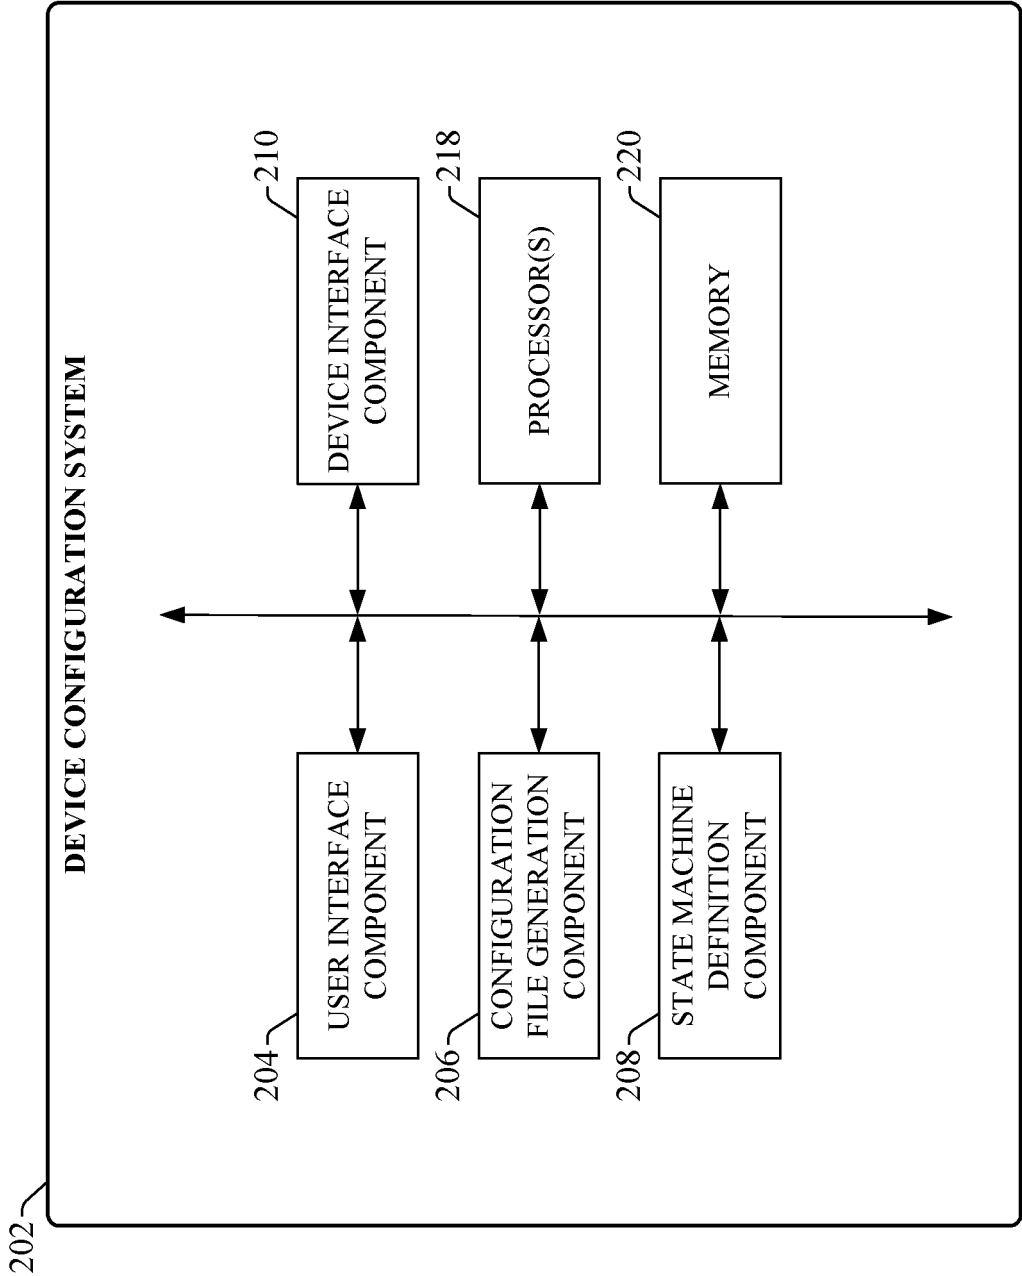 202
DEVICE CONFIGURATION SYSTEM
204
USER INTERFACE
COMPONENT
210
DEVICE INTERFACE
COMPONENT
206
CONFIGURATION
FILE GENERATION
COMPONENT
218
PROCESSOR(S)
208
STATE MACHINE
DEFINITION
COMPONENT
220
MEMORY